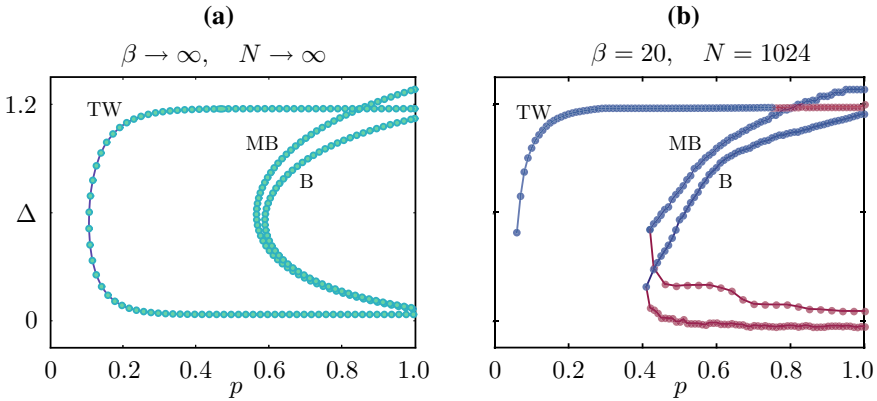 (a)
β → ∞, N → ∞
1.2
Δ
0
TW
MB
B
0 0.2 0.4 0.6 0.8 1.0
p
(b)
β = 20, N = 1024
TW
MB
B
0 0.2 0.4 0.6 0.8 1.0
p